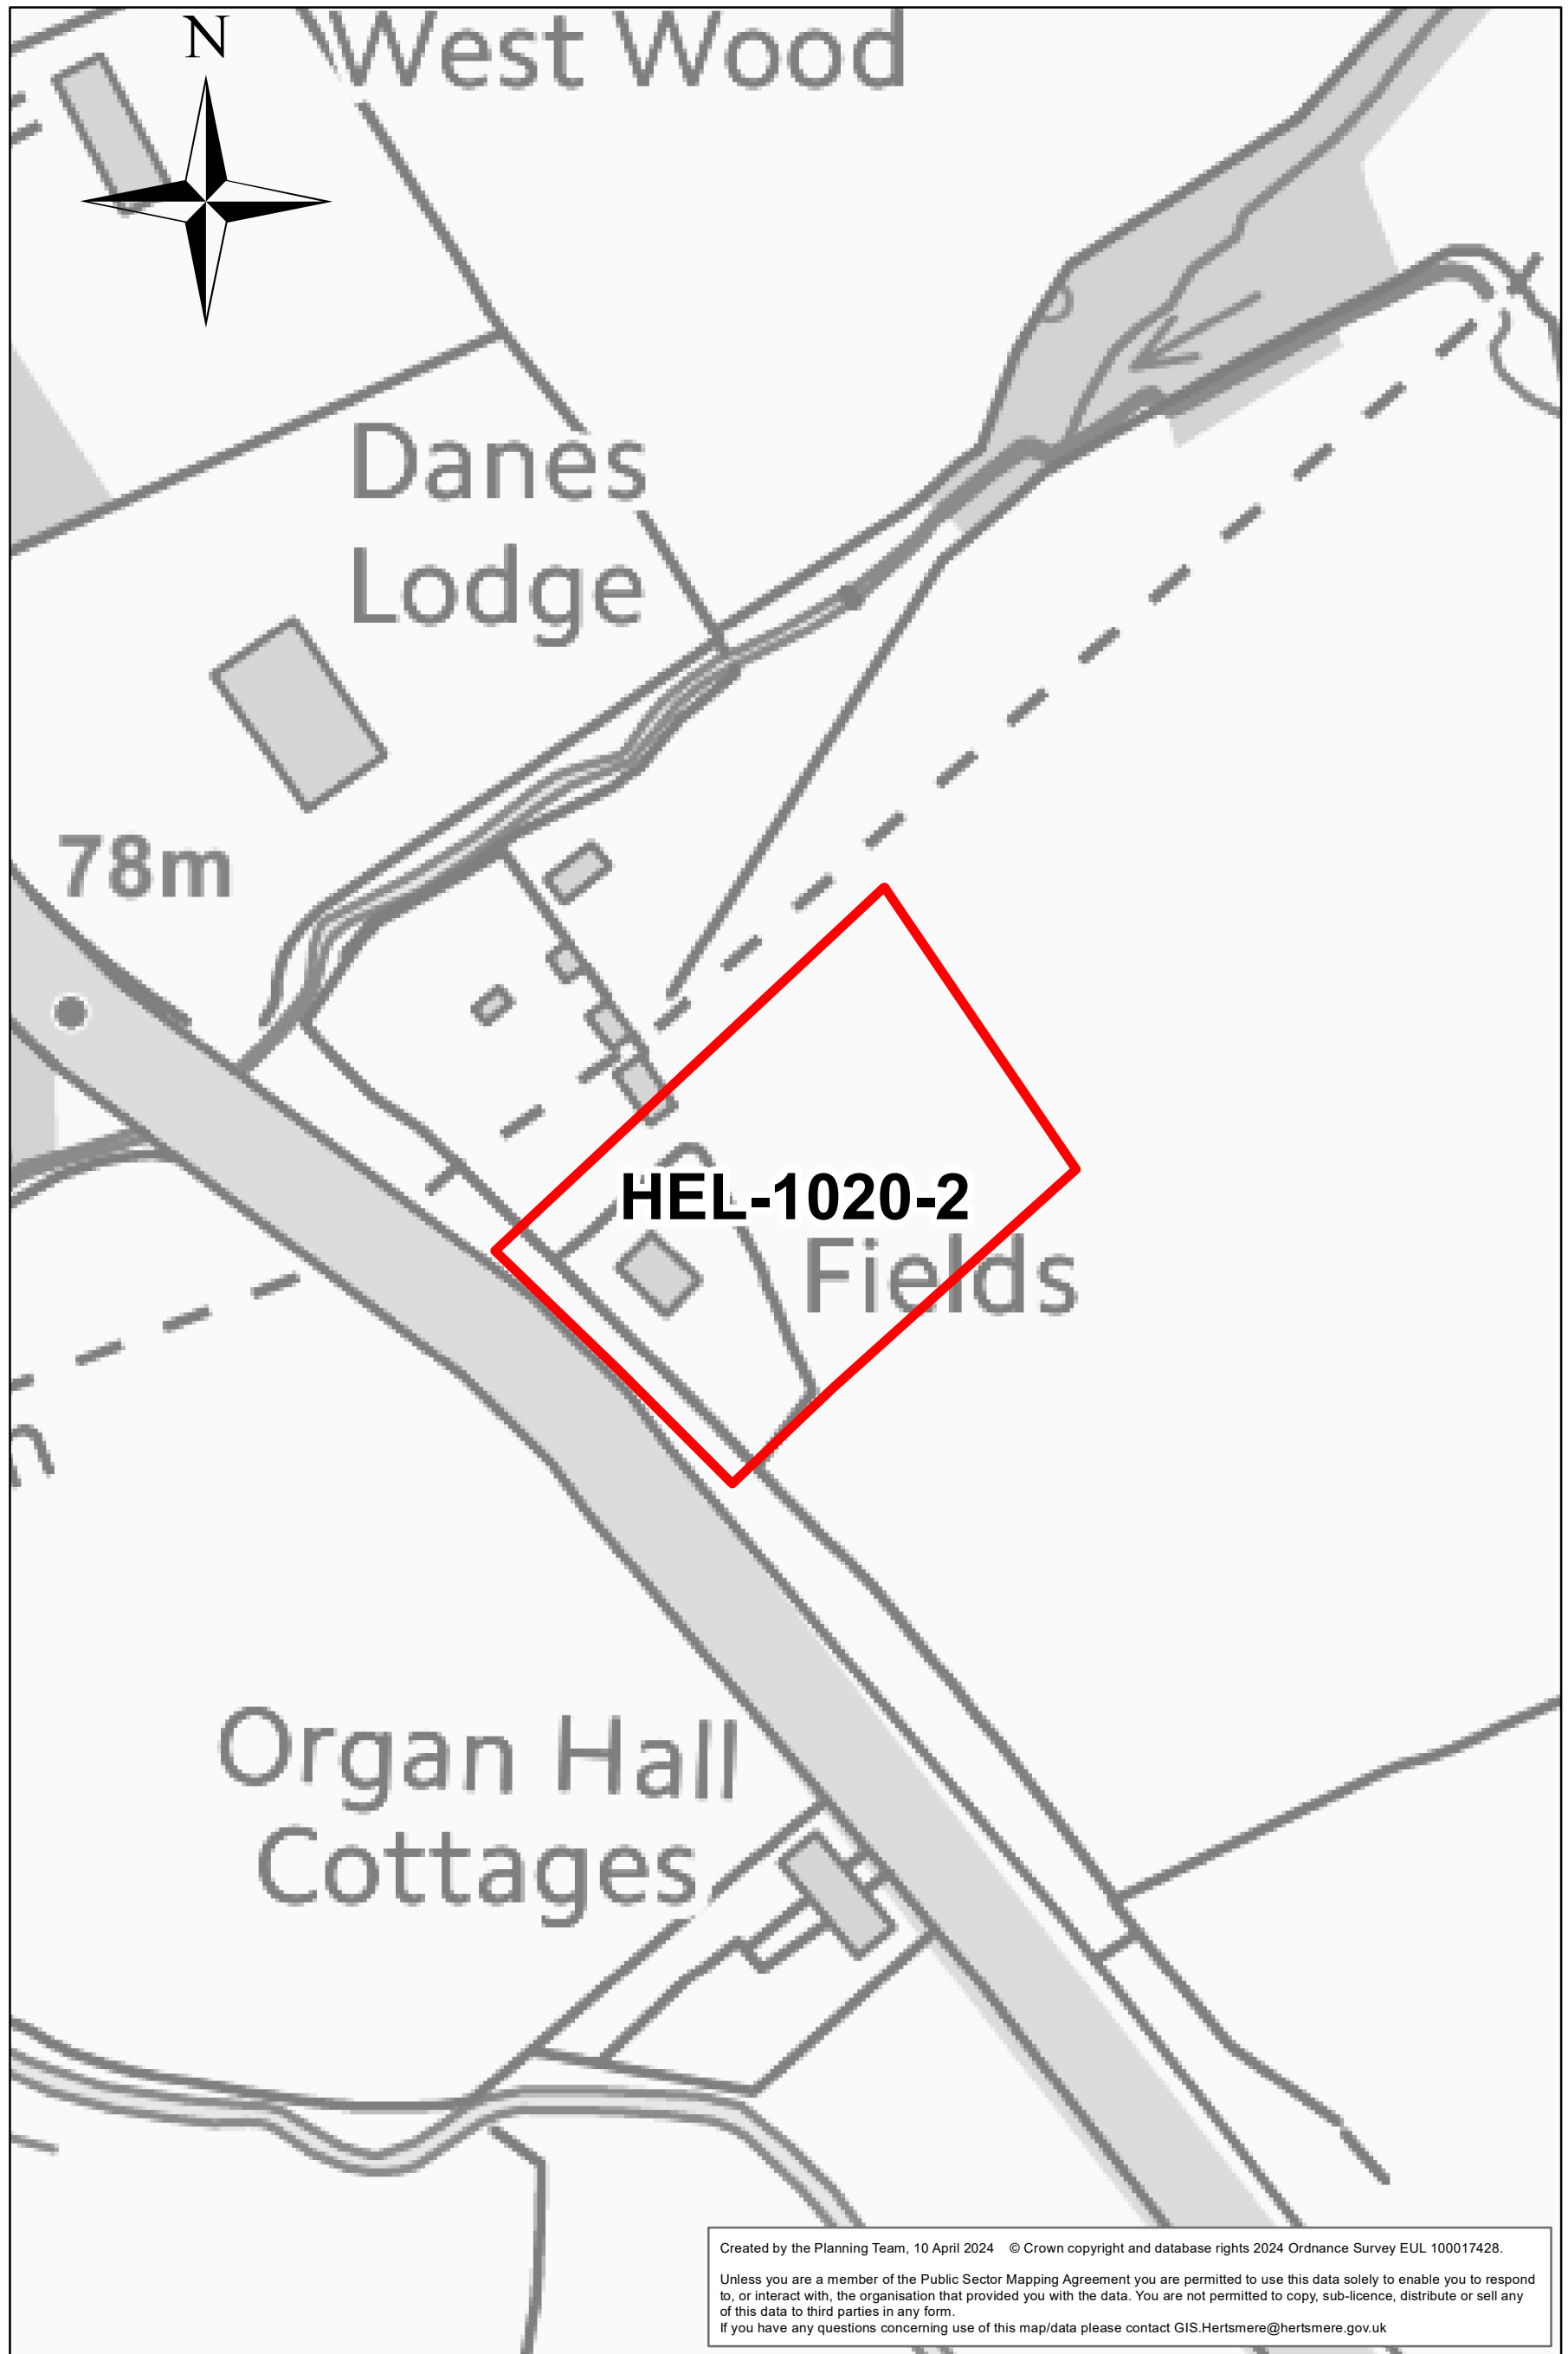 N
West Wood
Danes
Lodge
78m
HEL-1020-2
Fields
Organ Hall
Cottages
Created by the Planning Team, 10 April 2024 © Crown copyright and database rights 2024 Ordnance Survey EUL 100017428.
Unless you are a member of the Public Sector Mapping Agreement you are permitted to use this data solely to enable you to respond
to, or interact with, the organisation that provided you with the data. You are not permitted to copy, sub-licence, distribute or sell any
of this data to third parties in any form.
If you have any questions concerning use of this map/data please contact GIS.Hertsmere@hertsmere.gov.uk